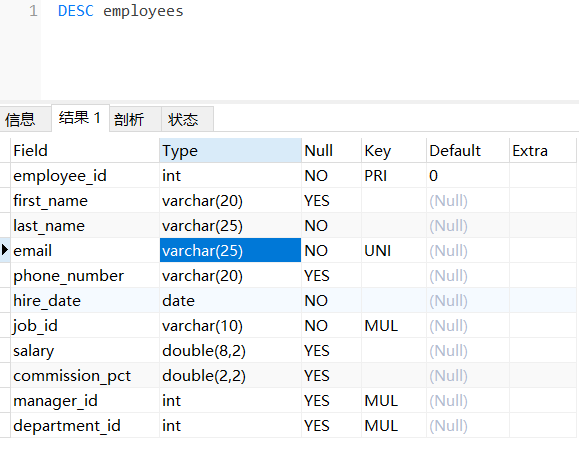 1 DESC employees
信息 结果 1 剖析 状态
Field Type Null Key Default Extra
employee_id int NO PRI 0
first_name varchar(20) YES (Null)
last_name varchar(25) NO (Null)
email varchar(25) NO UNI (Null)
phone_number varchar(20) YES (Null)
hire_date date NO (Null)
job_id varchar(10) NO MUL (Null)
salary double(8,2) YES (Null)
commission_pct double(2,2) YES (Null)
manager_id int YES MUL (Null)
department_id int YES MUL (Null)